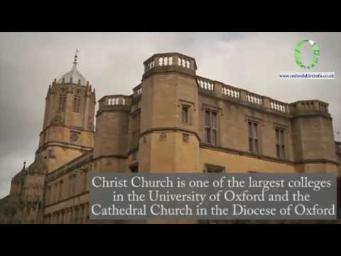 Christ Church is one of the largest colleges
in the University of Oxford and the
Cathedral Church in the Diocese of Oxford